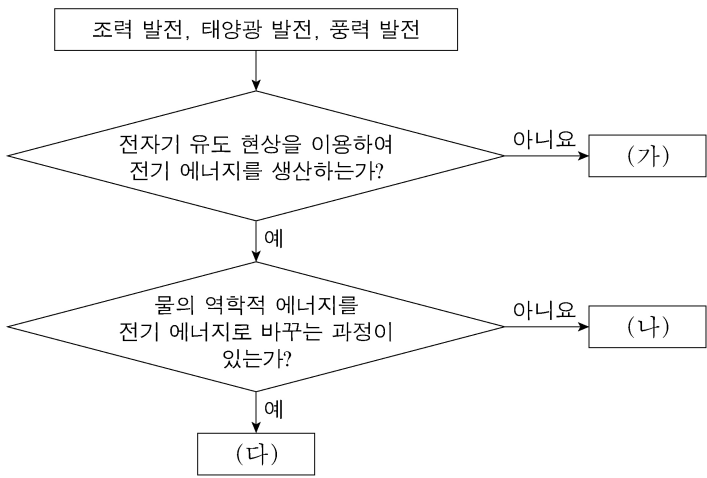 조력 발전, 태양광 발전, 풍력 발전
전자기 유도 현상을 이용하여
전기 에너지를 생산하는가?
아니요
(가)
예
물의 역학적 에너지를
전기 에너지로 바꾸는 과정이
있는가?
아니요
(나)
예
(다)